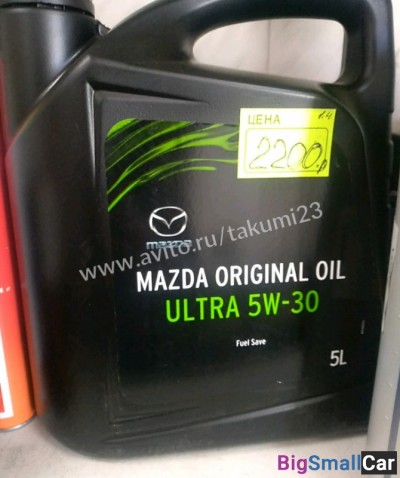 ЦЕНА
2200р
mazda
www.avito.ru/takumi23
MAZDA ORIGINAL OIL
ULTRA 5W-30
Fuel Save
5L
BigSmallCar